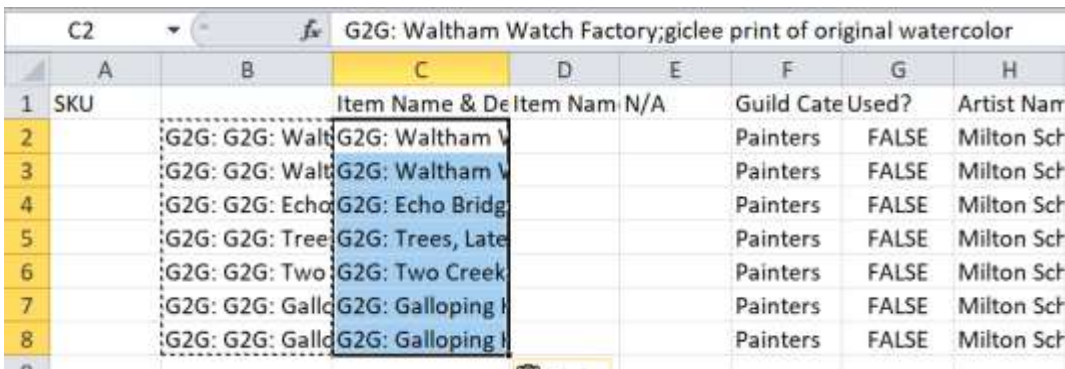 C2 fx G2G: Waltham Watch Factory;giclee print of original watercolor
A B C D E F G H
1 SKU Item Name & De Item Nam N/A Guild Cate Used? Artist Nam
2 G2G: G2G: Walt G2G: Waltham W Painters FALSE Milton Sch
3 G2G: G2G: Walt G2G: Waltham W Painters FALSE Milton Sch
4 G2G: G2G: Echo G2G: Echo Bridg Painters FALSE Milton Sch
5 G2G: G2G: Tree G2G: Trees, Late Painters FALSE Milton Sch
6 G2G: G2G: Two G2G: Two Creek Painters FALSE Milton Sch
7 G2G: G2G: Gallo G2G: Galloping H Painters FALSE Milton Sch
8 G2G: G2G: Gallo G2G: Galloping H Painters FALSE Milton Sch